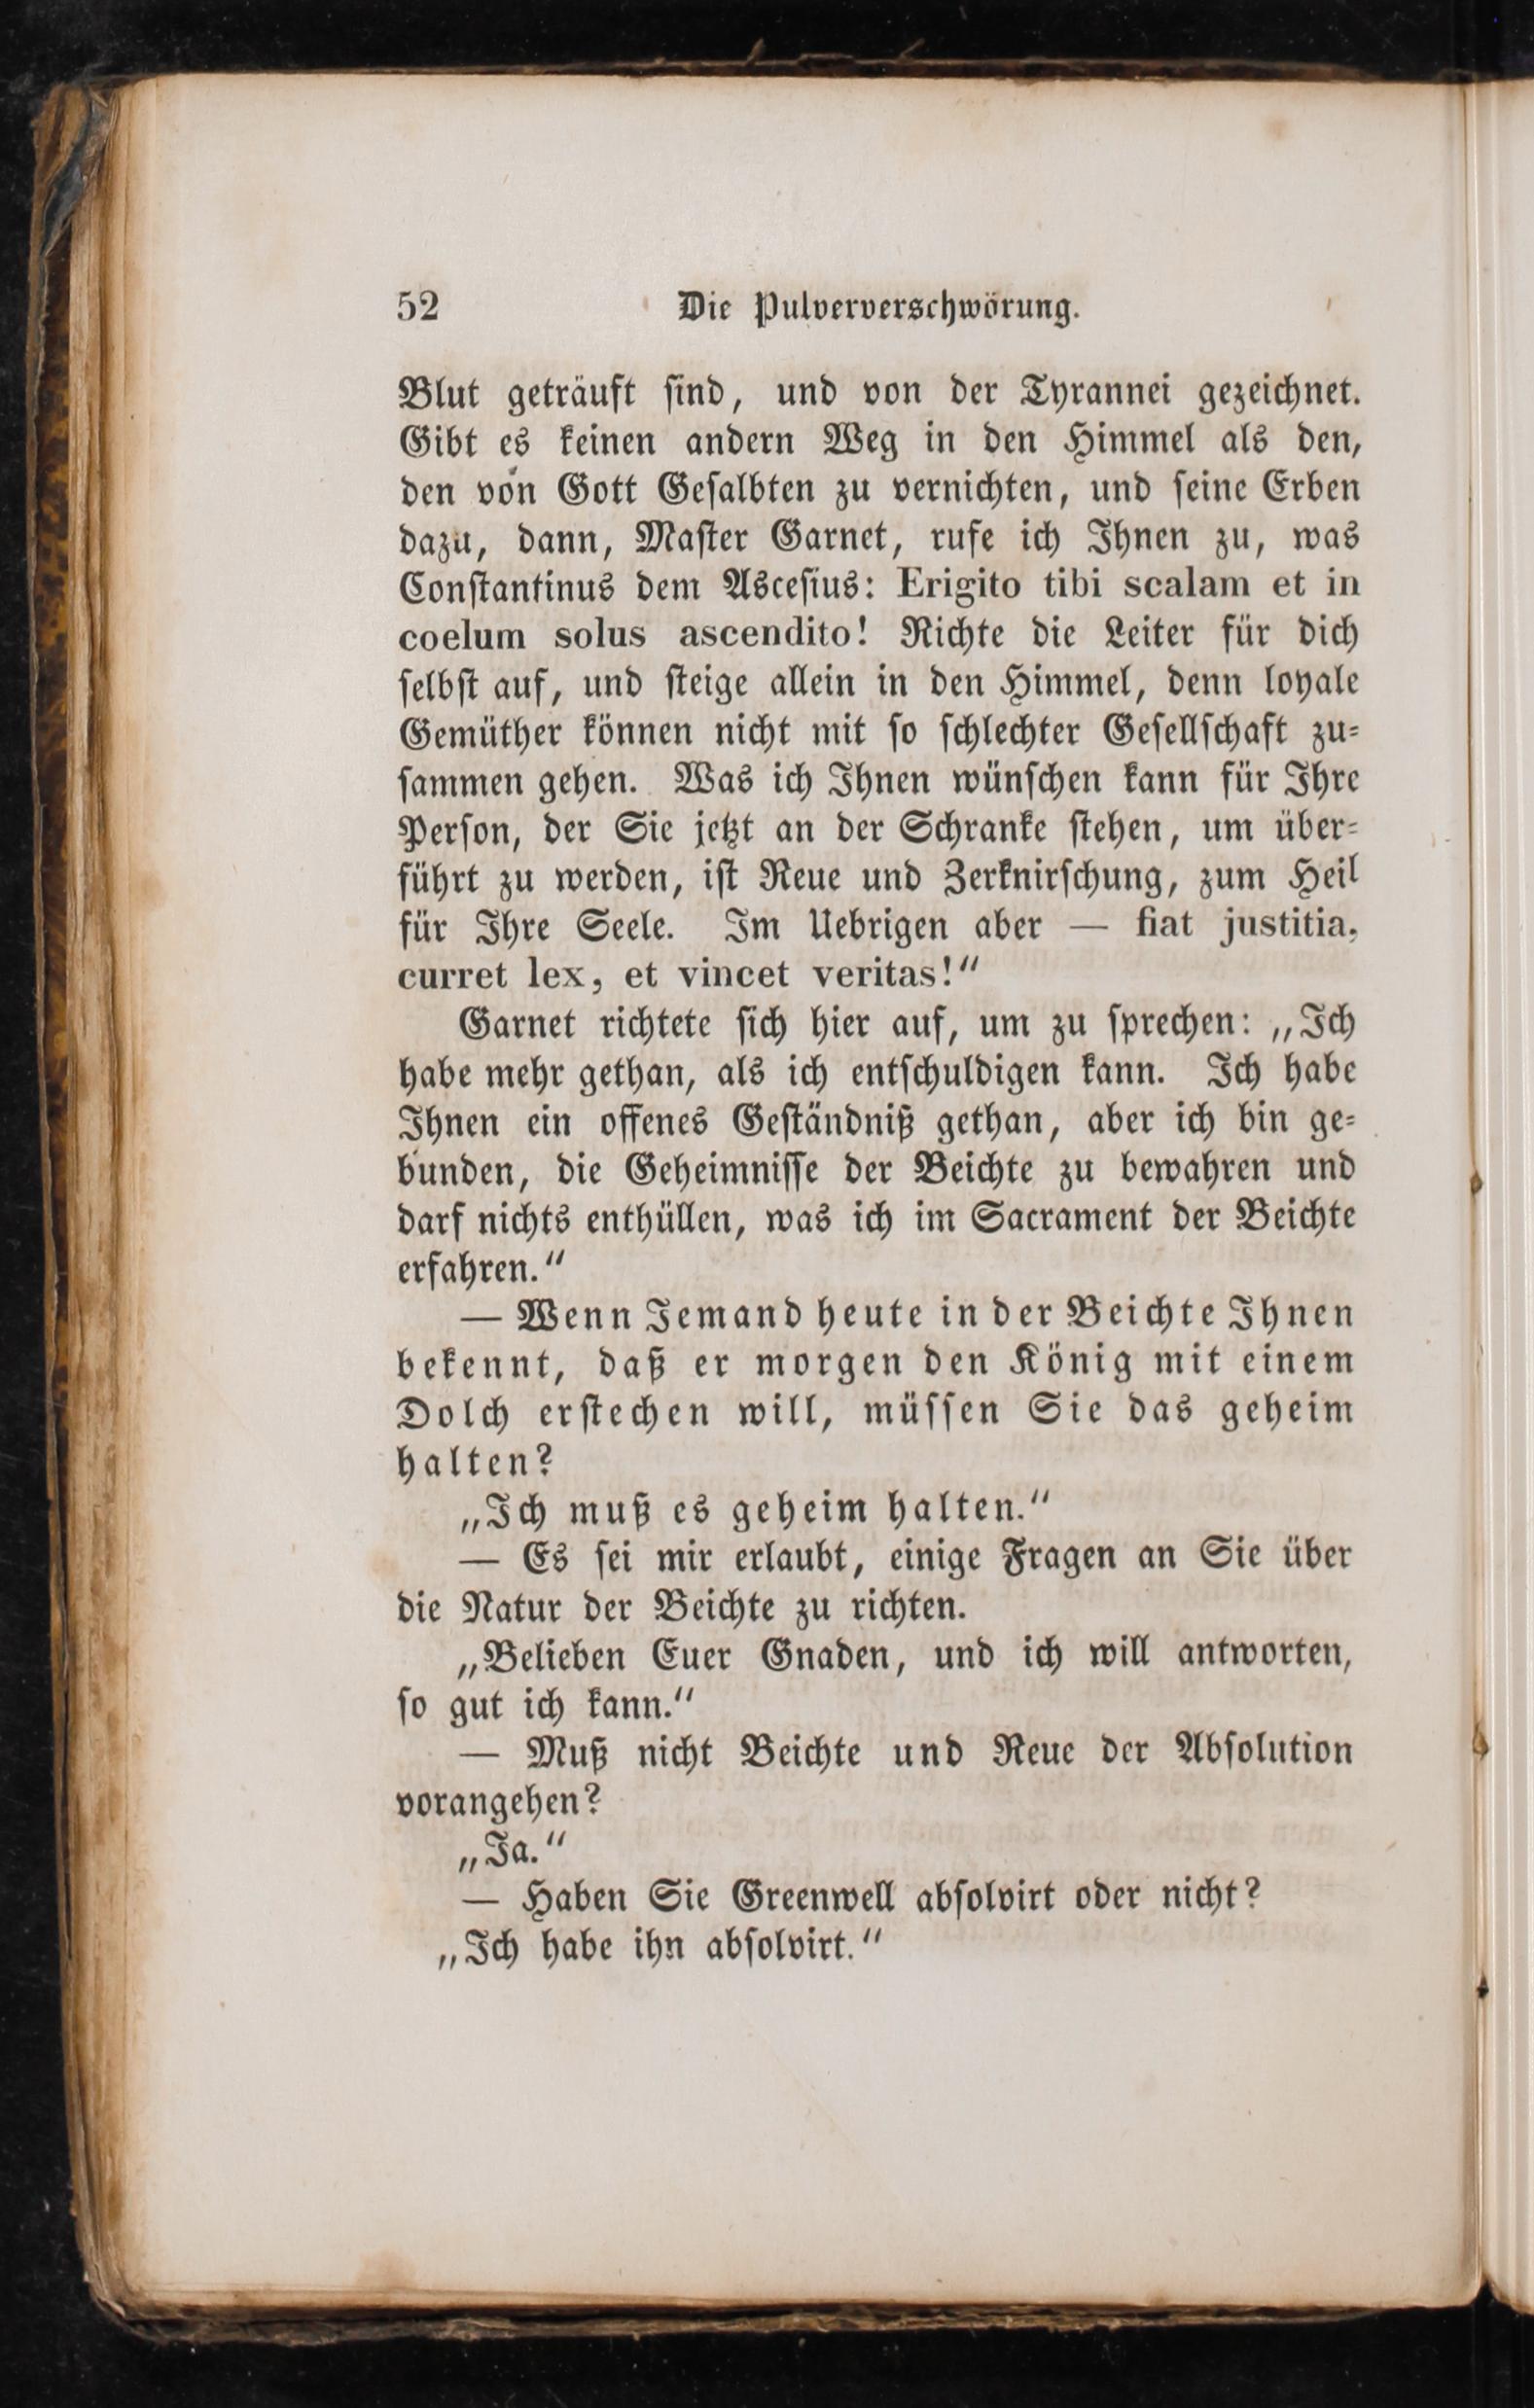 52 Die Pulververschwörung.
Blut geträuft ſind, und von der Tyrannei gezeichnet.
Gibt es keinen andern Weg in den Himmel als den,
den von Gott Geſalbten zu vernichten, und ſeine Erben
dazu, dann, Maſter Garnet, rufe ich Ihnen zu, was
Conſtantinus dem Asceſius: Erigito tibi scalam et in
coelum solus ascendito! Richte die Leiter für dich
ſelbſt auf, und ſteige allein in den Himmel, denn loyale
Gemüther können nicht mit ſo ſchlechter Geſellſchaft zu-
ſammen gehen. Was ich Ihnen wünſchen kann für Ihre
Perſon, der Sie jetzt an der Schranke ſtehen, um über-
führt zu werden, iſt Reue und Zerknirſchung, zum Heil
für Ihre Seele. Im Uebrigen aber — fiat justitia,
curret lex, et vincet veritas!“
Garnet richtete ſich hier auf, um zu ſprechen: „Ich
habe mehr gethan, als ich entſchuldigen kann. Ich habe
Ihnen ein offenes Geſtändniß gethan, aber ich bin ge-
bunden, die Geheimniſſe der Beichte zu bewahren und
darf nichts enthüllen, was ich im Sacrament der Beichte
erfahren.“
— Wenn Jemand heute in der Beichte Ihnen
bekennt, daß er morgen den König mit einem
Dolch erſtechen will, müſſen Sie das geheim
halten?
„Ich muß es geheim halten.“
— Es ſei mir erlaubt, einige Fragen an Sie über
die Natur der Beichte zu richten.
„Belieben Euer Gnaden, und ich will antworten,
ſo gut ich kann.“
— Muß nicht Beichte und Reue der Abſolution
vorangehen?
„Ja.“
— Haben Sie Greenwell abſolvirt oder nicht?
„Ich habe ihn abſolvirt.“